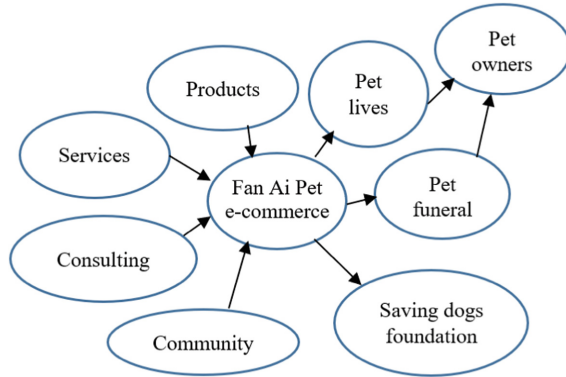 Pet
owners
Pet
lives
Products
Services
Fan Ai Pet
e-commerce
Pet
funeral
Consulting
Saving dogs
foundation
Community